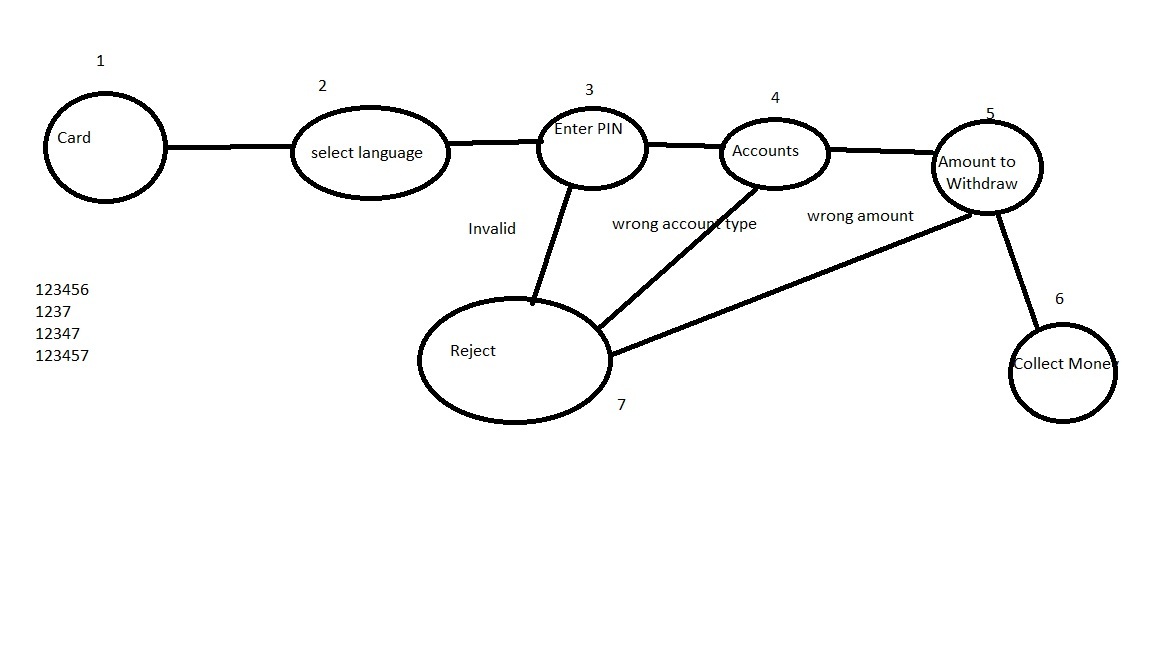 1
2
3
4
5
Card
select language
Enter PIN
Accounts
Amount to
Withdraw
Invalid
wrong account type
wrong amount
123456
1237
12347
123457
Reject
7
6
Collect Money